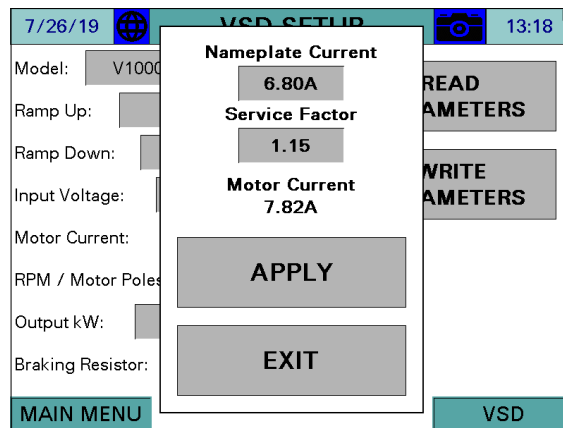 7/26/19
VSD SETUP
13:18
Model:
V1000
Nameplate Current
6.80A
Service Factor
1.15
Motor Current
7.82A
APPLY
EXIT
Ramp Up:
Ramp Down:
Input Voltage:
Motor Current:
RPM / Motor Poles
Output kW:
Braking Resistor:
READ
AMETERS
WRITE
AMETERS
MAIN MENU
VSD